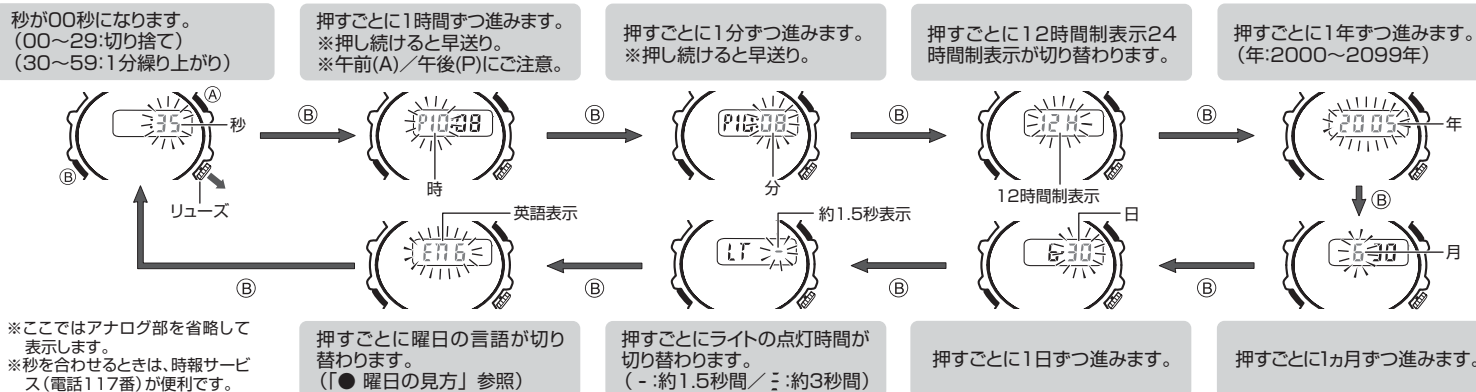 秒が00秒になります。
(00～29:切り捨て)
(30～59:1分繰り上がり)
押すごとに1時間ずつ進みます。
※押し続けると早送り。
※午前(A)／午後(P)にご注意。
押すごとに1分ずつ進みます。
※押し続けると早送り。
押すごとに12時間制表示24
時間制表示が切り替わります。
押すごとに1年ずつ進みます。
(年:2000～2099年)
Ⓐ
35
秒
Ⓑ
リューズ
Ⓑ
P10:08
時
Ⓑ
P10:08
分
Ⓑ
12H
12時間制表示
Ⓑ
2005
年
Ⓑ
6 30
月
Ⓑ
6 30
日
Ⓑ
LT -
約1.5秒表示
Ⓑ
ENG
英語表示
Ⓑ
※ここではアナログ部を省略して
表示します。
※秒を合わせるときは、時報サービ
ス(電話117番)が便利です。
押すごとに曜日の言語が切り
替わります。
(「● 曜日の見方」参照)
押すごとにライトの点灯時間が
切り替わります。
( - :約1.5秒間／ :約3秒間)
押すごとに1日ずつ進みます。
押すごとに1ヵ月ずつ進みます。